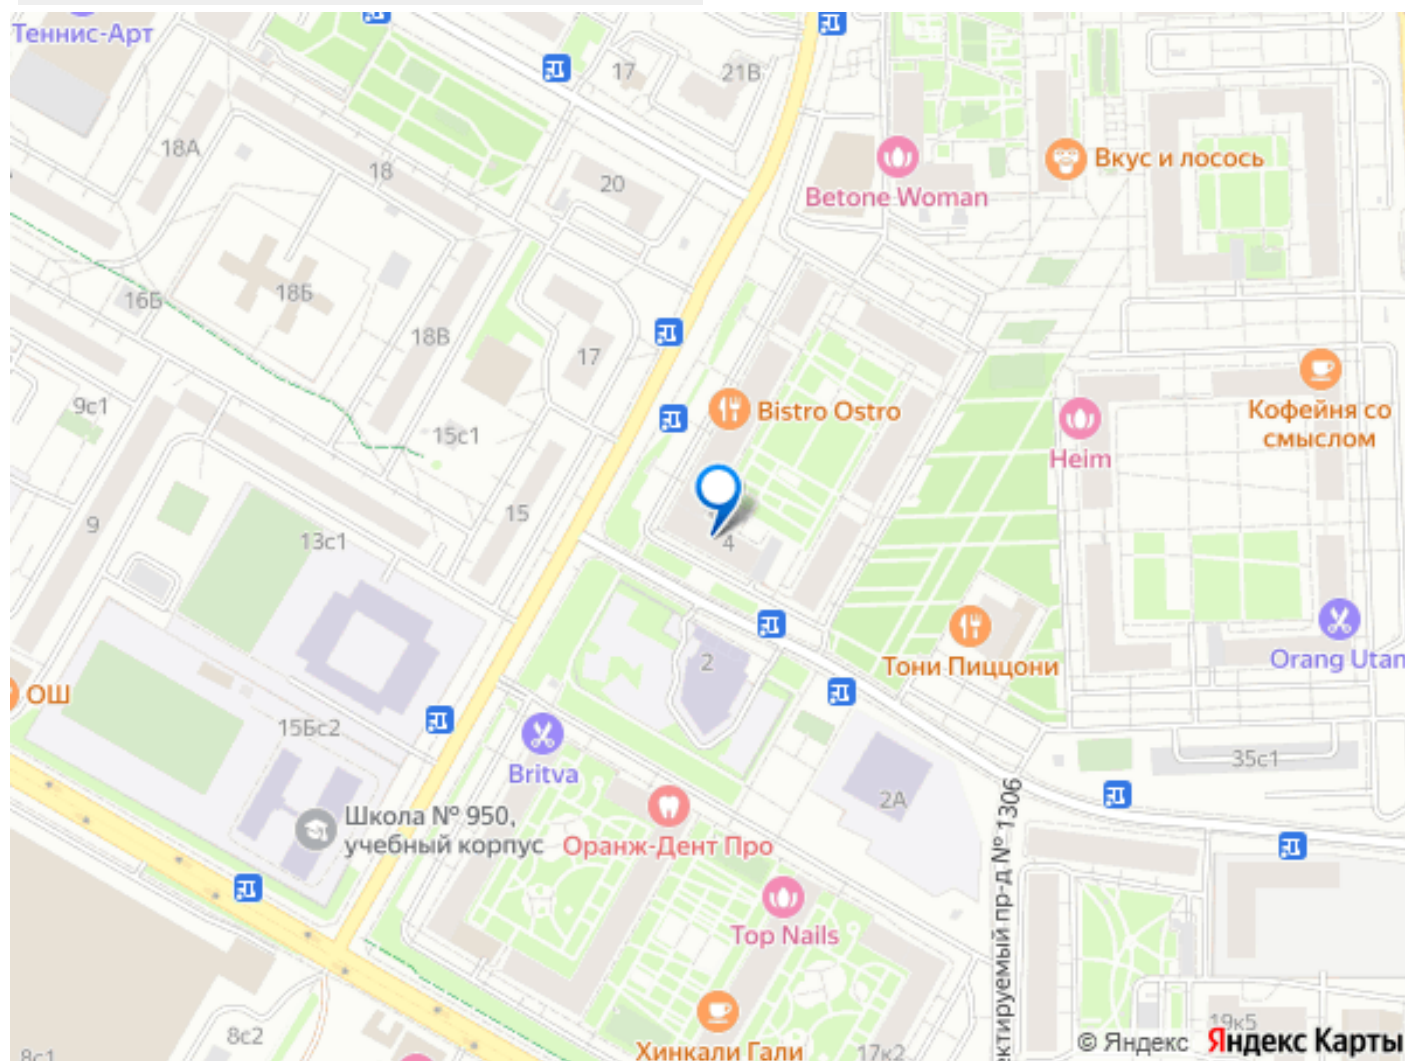 Теннис-Арт
17
21В
18А
18
20
Вкус и лосось
Betone Woman
16Б
18Б
18В
17
9с1
15с1
Bistro Ostro
Кофейня со
смыслом
Heim
9
13с1
15
4
2
Тони Пиццони
Orang Utan
ОШ
15Бс2
Britva
35с1
2А
Школа № 950,
учебный корпус
Оранж-Дент Про
ектируемый пр-д № 1306
Top Nails
8с2
8с1
Хинкали Гали
17к2
19к5
© Яндекс Яндекс Карты